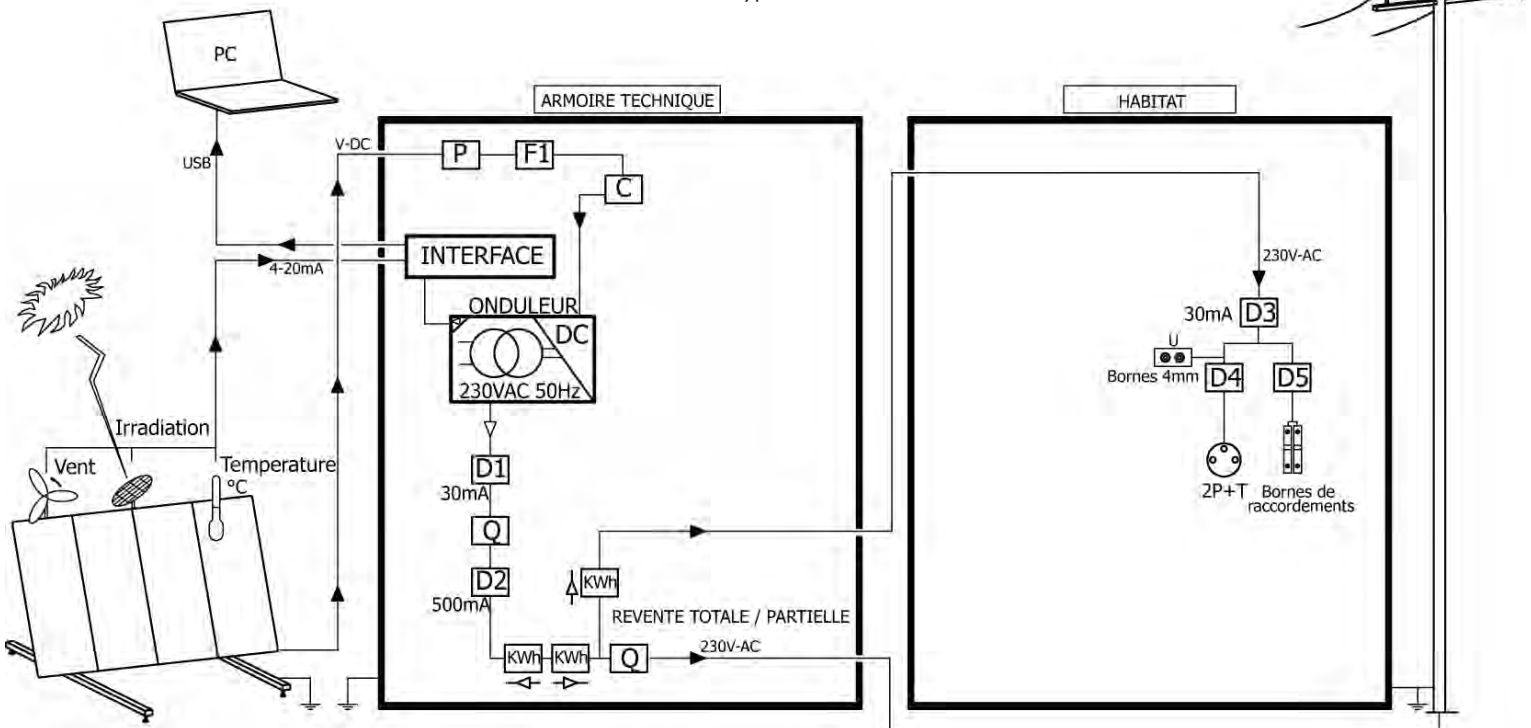 PC
ARMOIRE TECHNIQUE
HABITAT
V-DC
P
F1
USB
C
INTERFACE
4-20mA
230V-AC
ONDULEUR
DC
30mA
D3
U
230VAC 50Hz
Bornes 4mm
D4
D5
Irradiation
Vent
Temperature
°C
D1
30mA
2P+T
Bornes de
raccordements
Q
D2
KWh
500mA
REVENTE TOTALE / PARTIELLE
230V-AC
KWh
KWh
Q